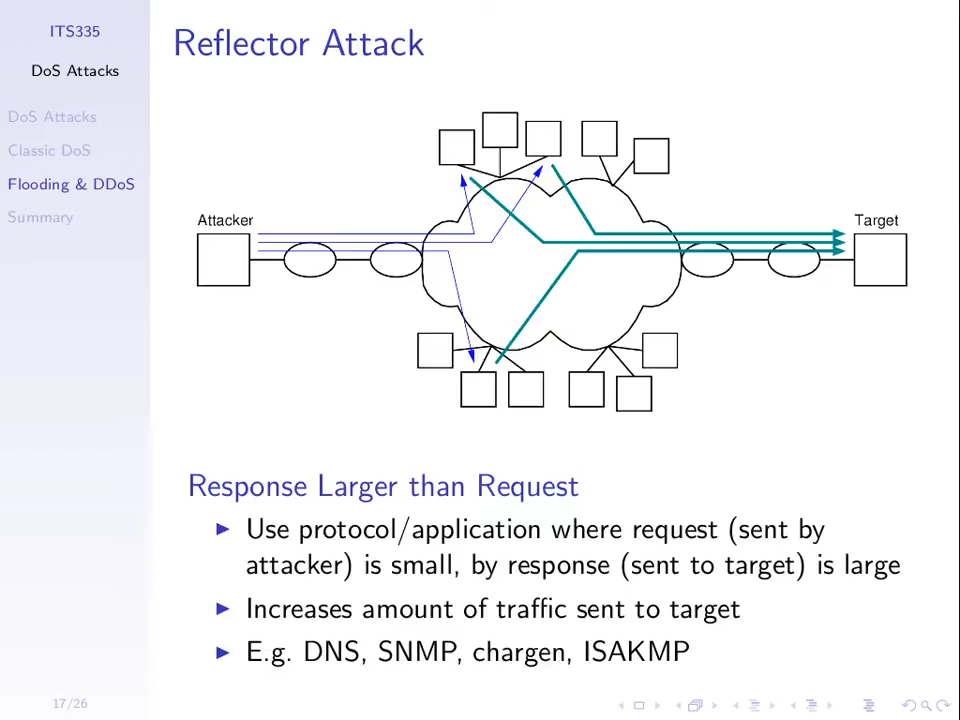 ITS335
DoS Attacks
DoS Attacks
Classic DoS
Flooding & DDoS
Summary
Reflector Attack
Attacker
Target
Response Larger than Request
Use protocol/application where request (sent by
attacker) is small, by response (sent to target) is large
Increases amount of traffic sent to target
E.g. DNS, SNMP, chargen, ISAKMP
17/26